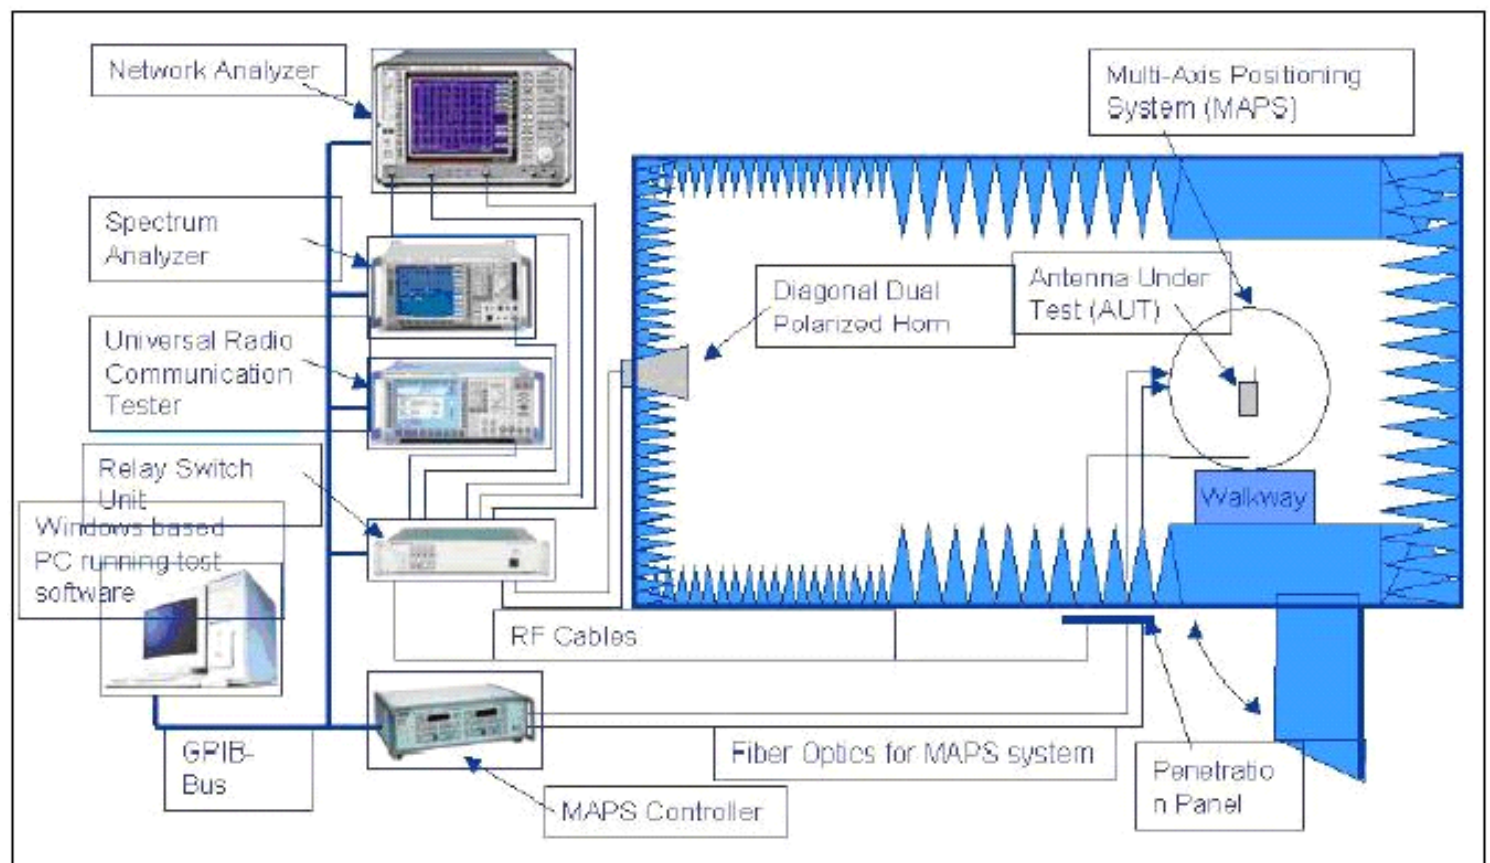 Network Analyzer
Multi-Axis Positioning
System (MAPS)
Spectrum
Analyzer
Diagonal Dual
Polarized Horn
Antenna Under
Test (AUT)
Universal Radio
Communication
Tester
Relay Switch
Unit
Walkway
Windows based
PC running test
software
RF Cables
GPIB-
Bus
Fiber Optics for MAPS system
Penetratio
n Panel
MAPS Controller